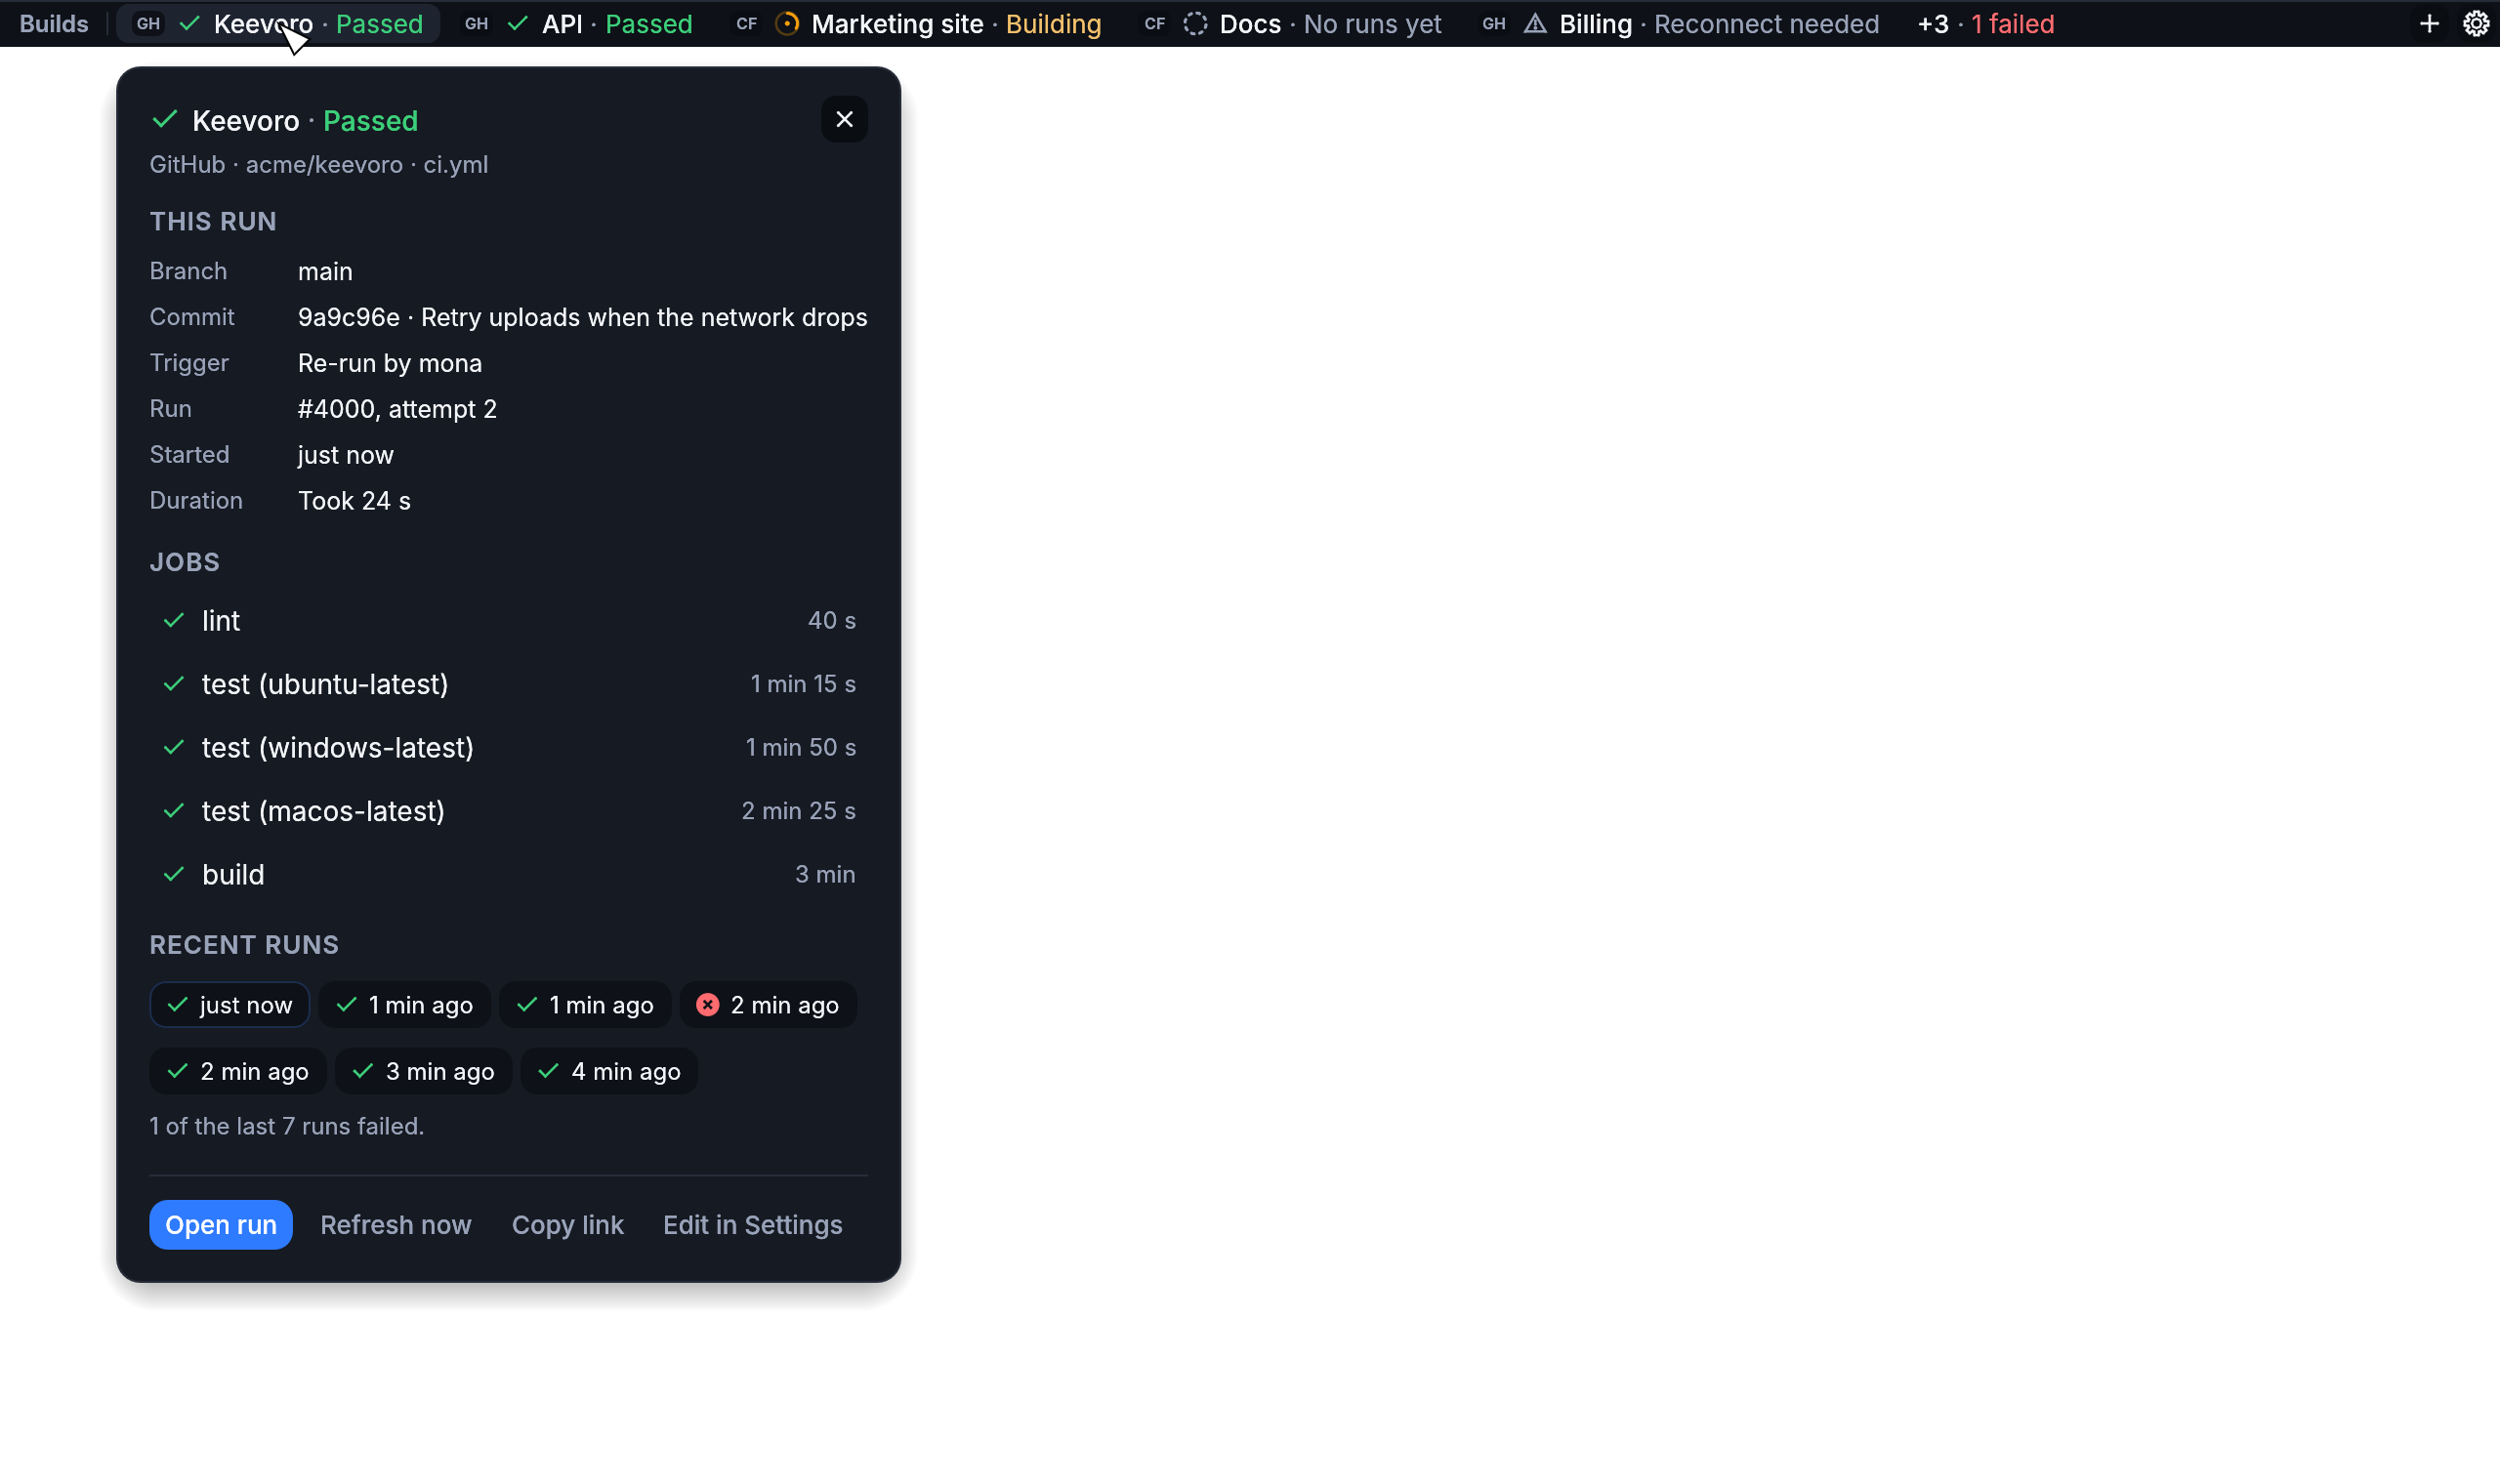 Builds GH Keevoro · Passed GH API · Passed CF Marketing site · Building CF Docs · No runs yet GH Billing · Reconnect needed +3 · 1 failed
Keevoro · Passed
GitHub · acme/keevoro · ci.yml
THIS RUN
Branch main
Commit 9a9c96e · Retry uploads when the network drops
Trigger Re-run by mona
Run #4000, attempt 2
Started just now
Duration Took 24 s
JOBS
lint 40 s
test (ubuntu-latest) 1 min 15 s
test (windows-latest) 1 min 50 s
test (macos-latest) 2 min 25 s
build 3 min
RECENT RUNS
just now 1 min ago 1 min ago 2 min ago
2 min ago 3 min ago 4 min ago
1 of the last 7 runs failed.
Open run Refresh now Copy link Edit in Settings